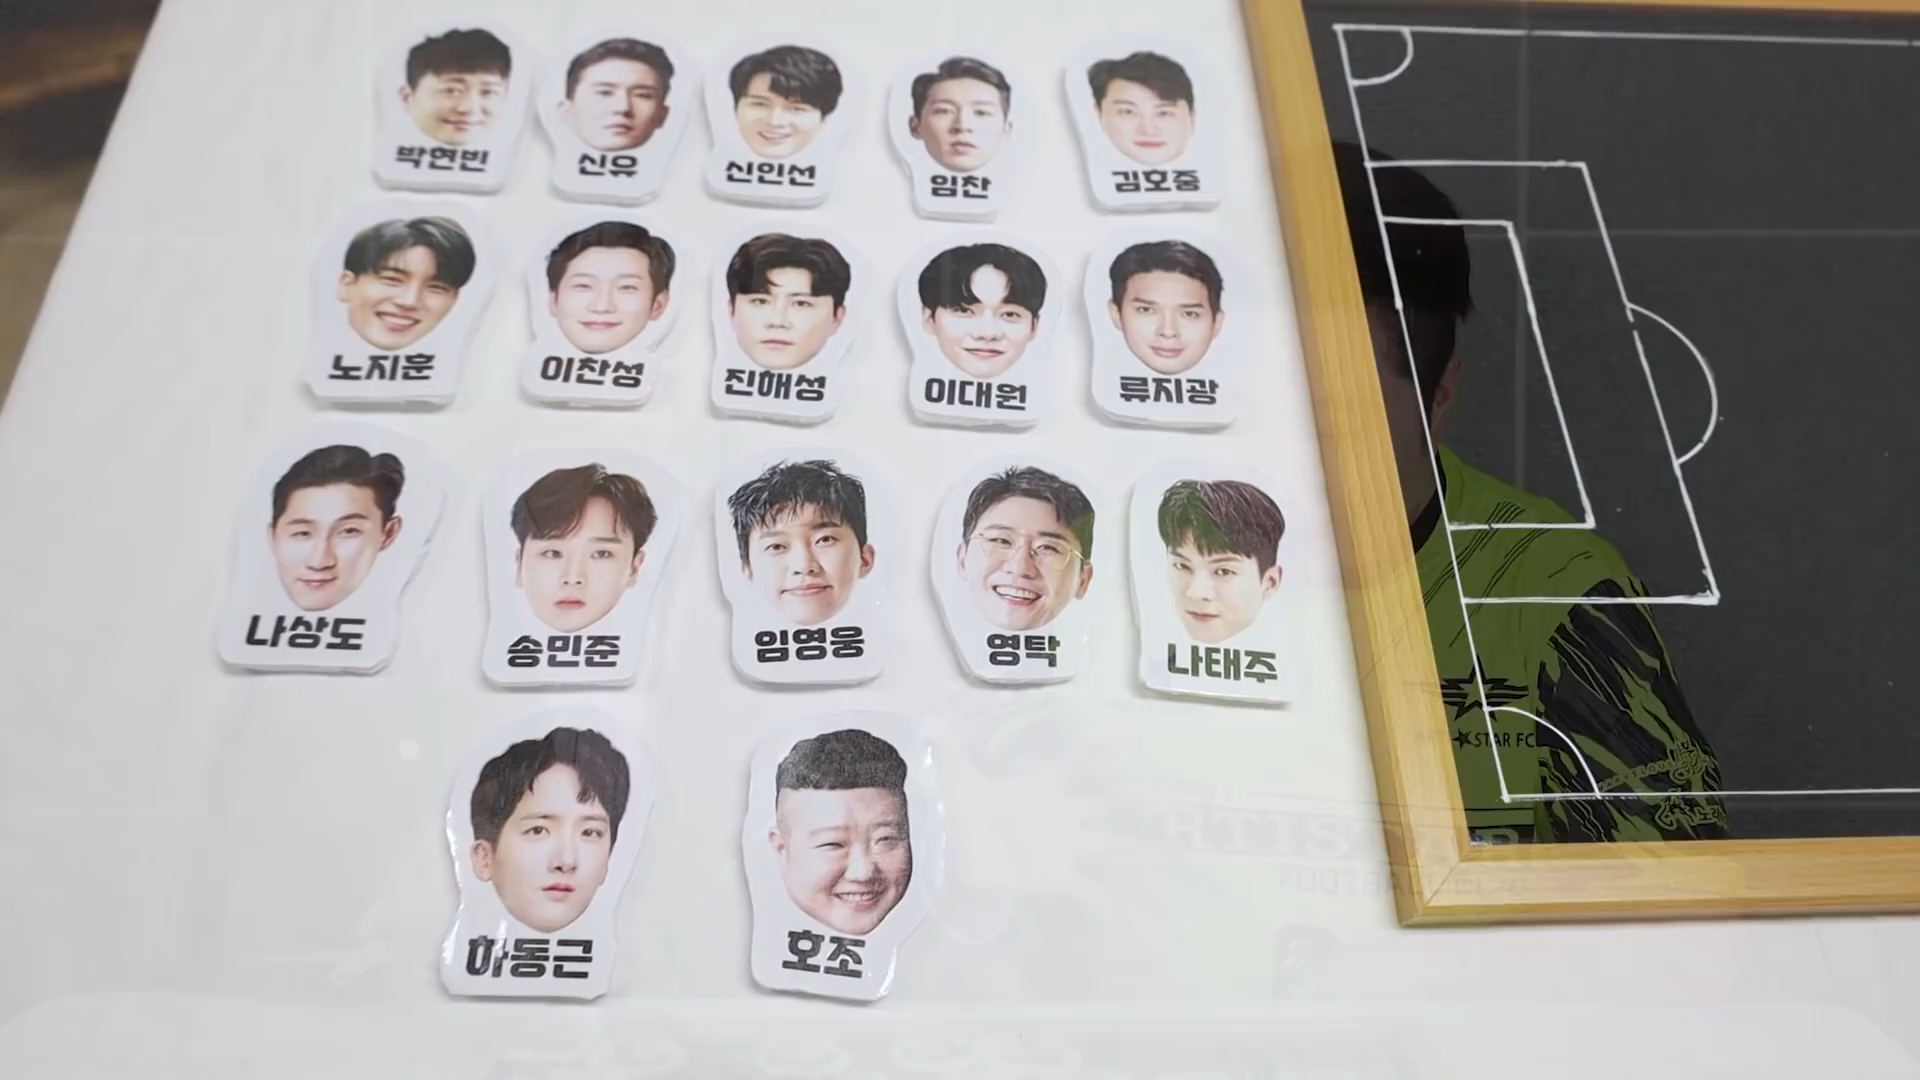 박현빈
신유
신인선
임찬
김호중
노지훈
이찬성
진해성
이대원
류지광
나상도
송민준
임영웅
영탁
나태주
하동근
호조
STAR FC